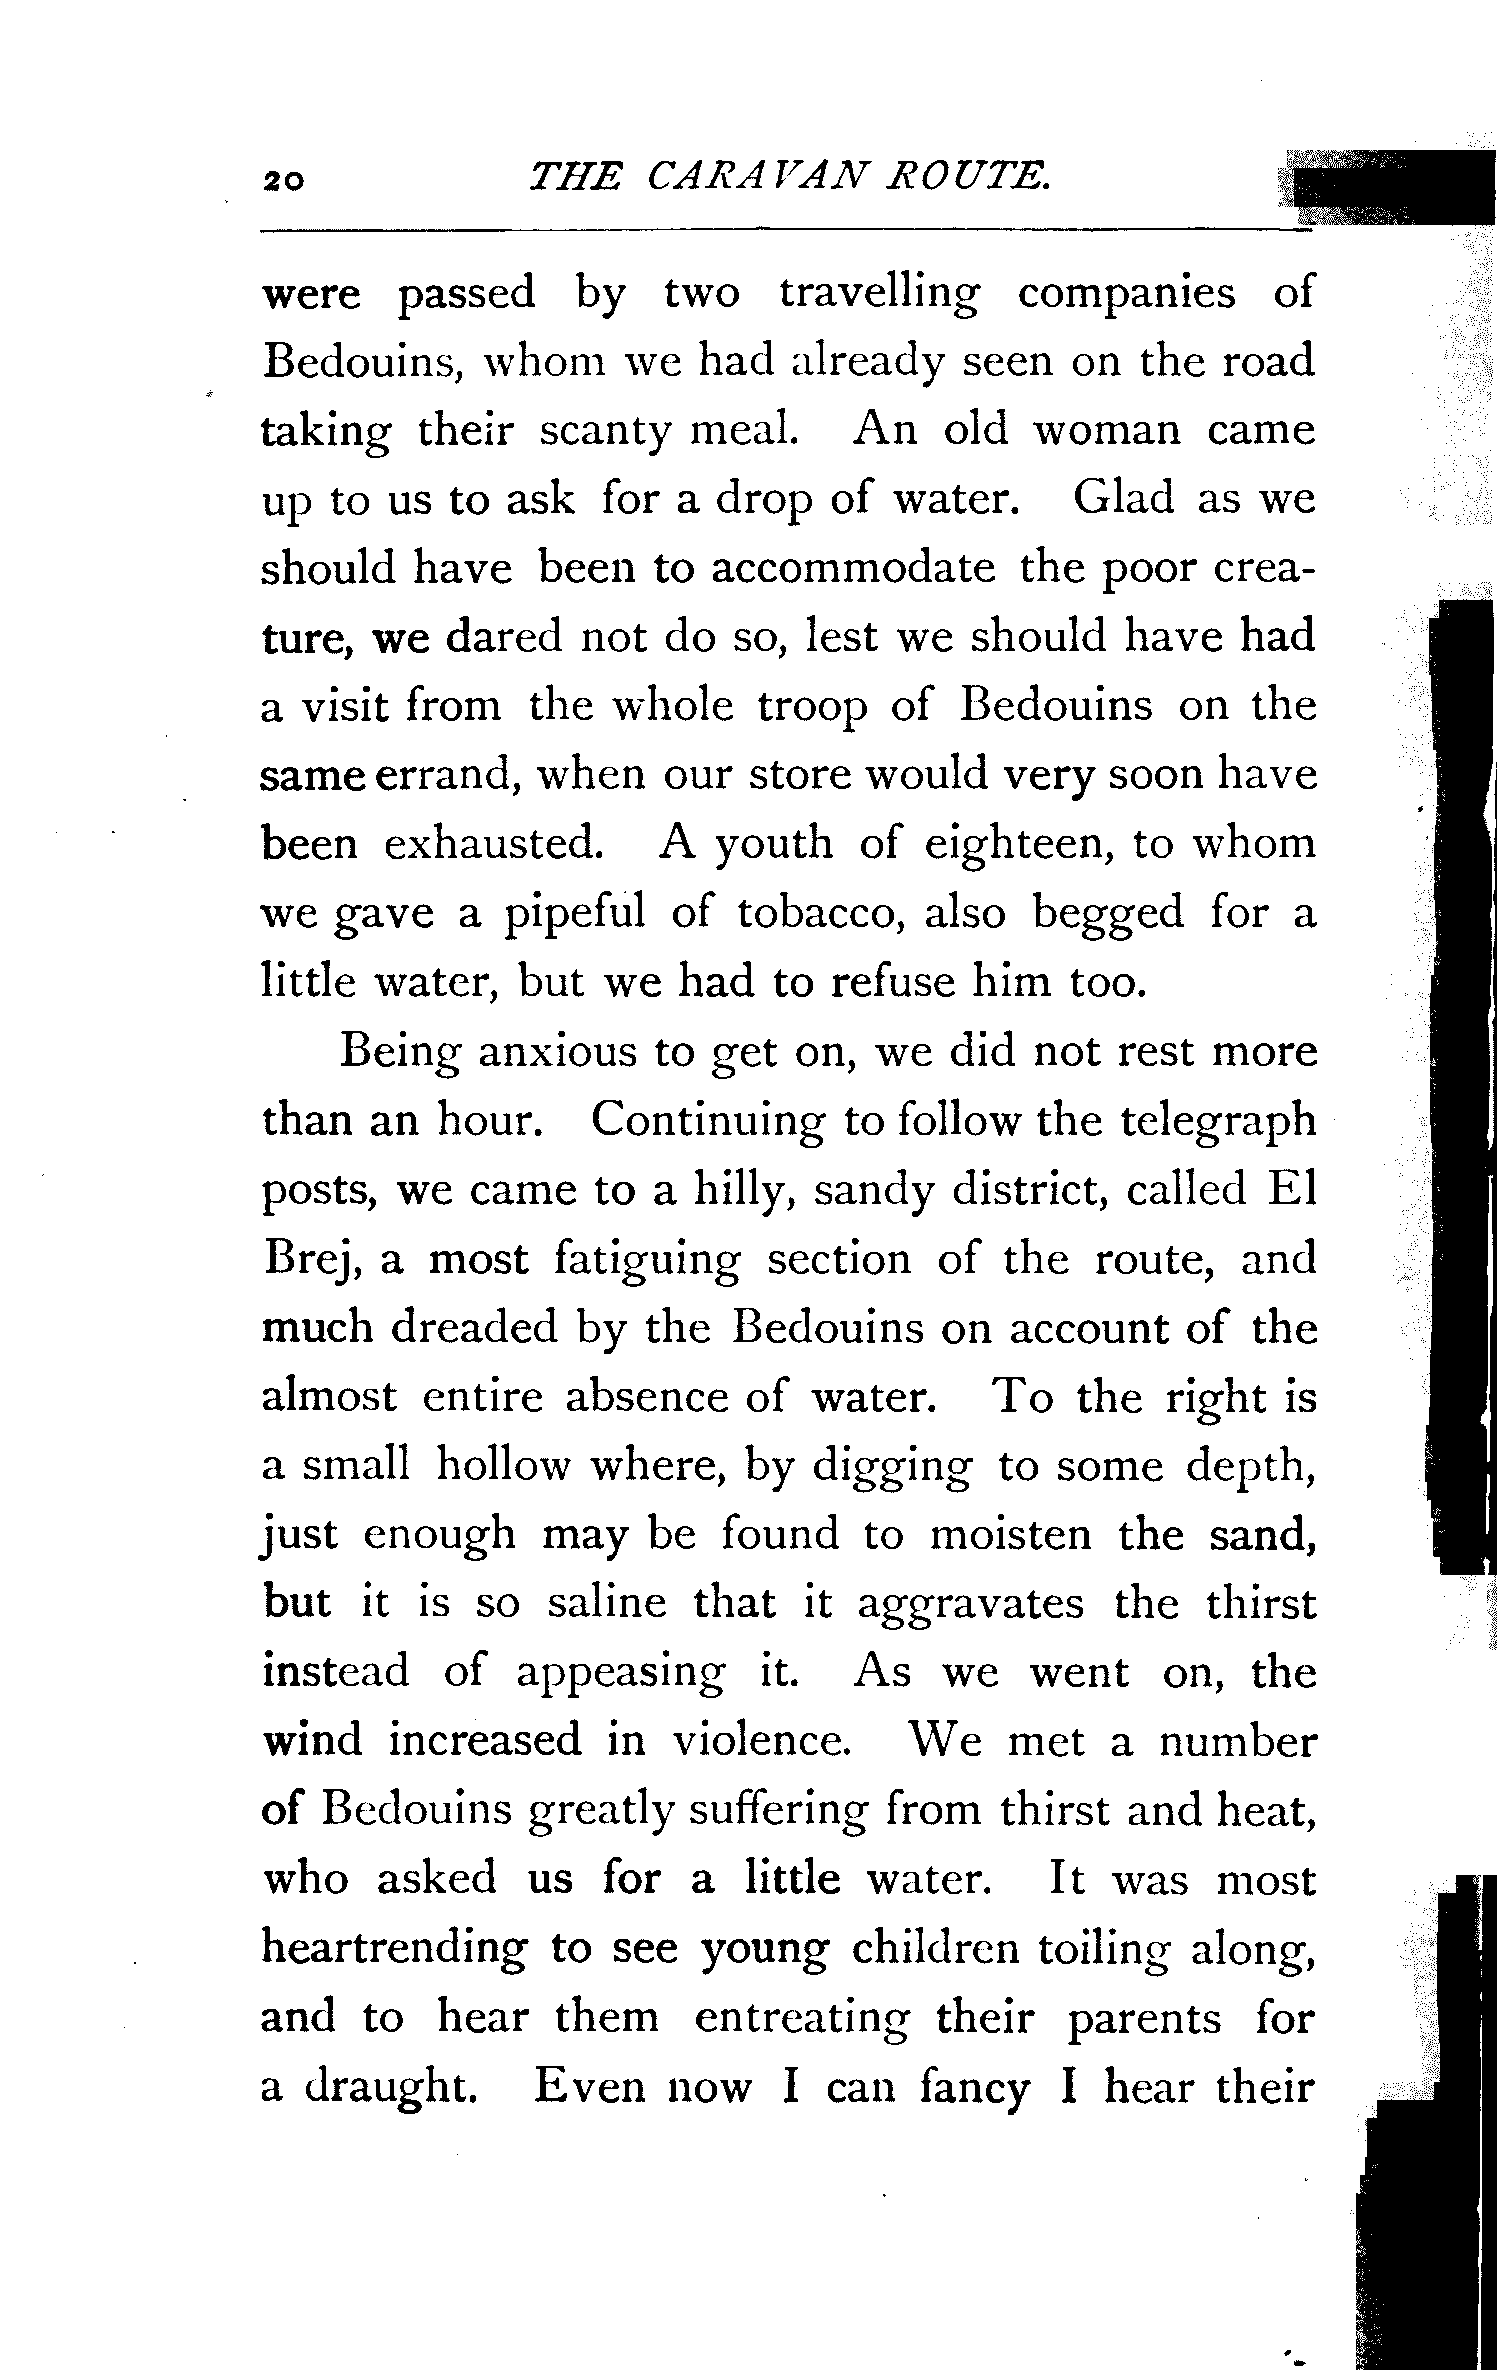 20 THE CARAVAN ROUTE.
were passed by two travelling companies of
Bedouins, whom we had already seen on the road
taking their scanty meal. An old woman came
up to us to ask for a drop of water. Glad as we
should have been to accommodate the poor crea-
ture, we dared not do so, lest we should have had
a visit from the whole troop of Bedouins on the
same errand, when our store would very soon have
been exhausted. A youth of eighteen, to whom
we gave a pipeful of tobacco, also begged for a
little water, but we had to refuse him too.
Being anxious to get on, we did not rest more
than an hour. Continuing to follow the telegraph
posts, we came to a hilly, sandy district, called El
Brej, a most fatiguing section of the route, and
much dreaded by the Bedouins on account of the
almost entire absence of water. To the right is
a small hollow where, by digging to some depth,
just enough may be found to moisten the sand,
but it is so saline that it aggravates the thirst
instead of appeasing it. As we went on, the
wind increased in violence. We met a number
of Bedouins greatly suffering from thirst and heat,
who asked us for a little water. It was most
heartrending to see young children toiling along,
and to hear them entreating their parents for
a draught. Even now I can fancy I hear their